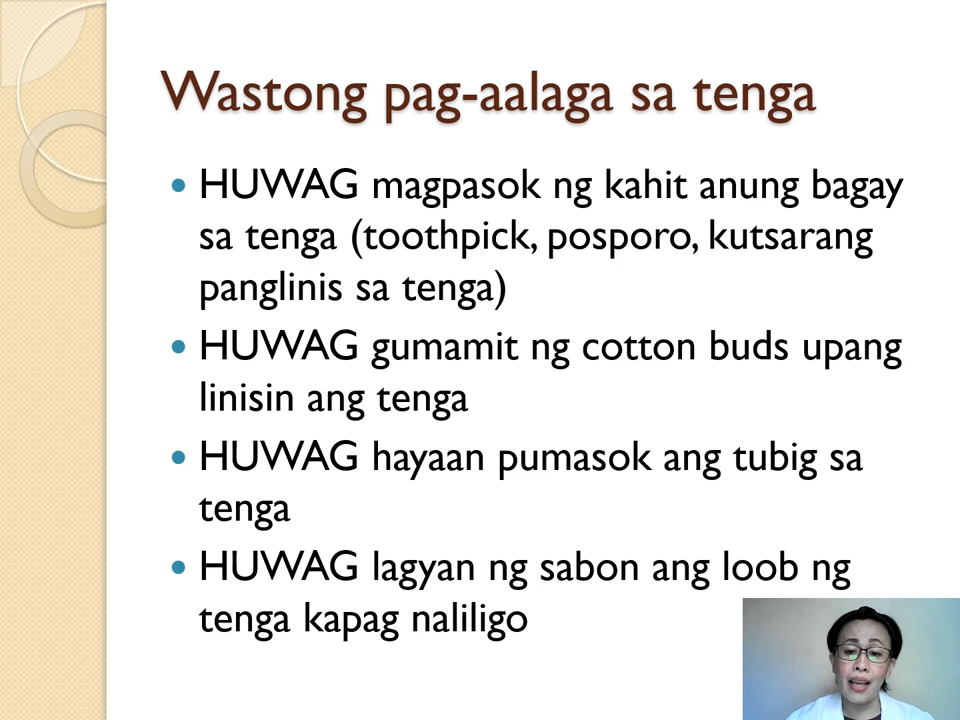 Wastong pag-aalaga sa tenga
HUWAG magpasok ng kahit anung bagay
sa tenga (toothpick, posporo, kutsarang
panglinis sa tenga)
HUWAG gumamit ng cotton buds upang
linisin ang tenga
HUWAG hayaan pumasok ang tubig sa
tenga
HUWAG lagyan ng sabon ang loob ng
tenga kapag naliligo